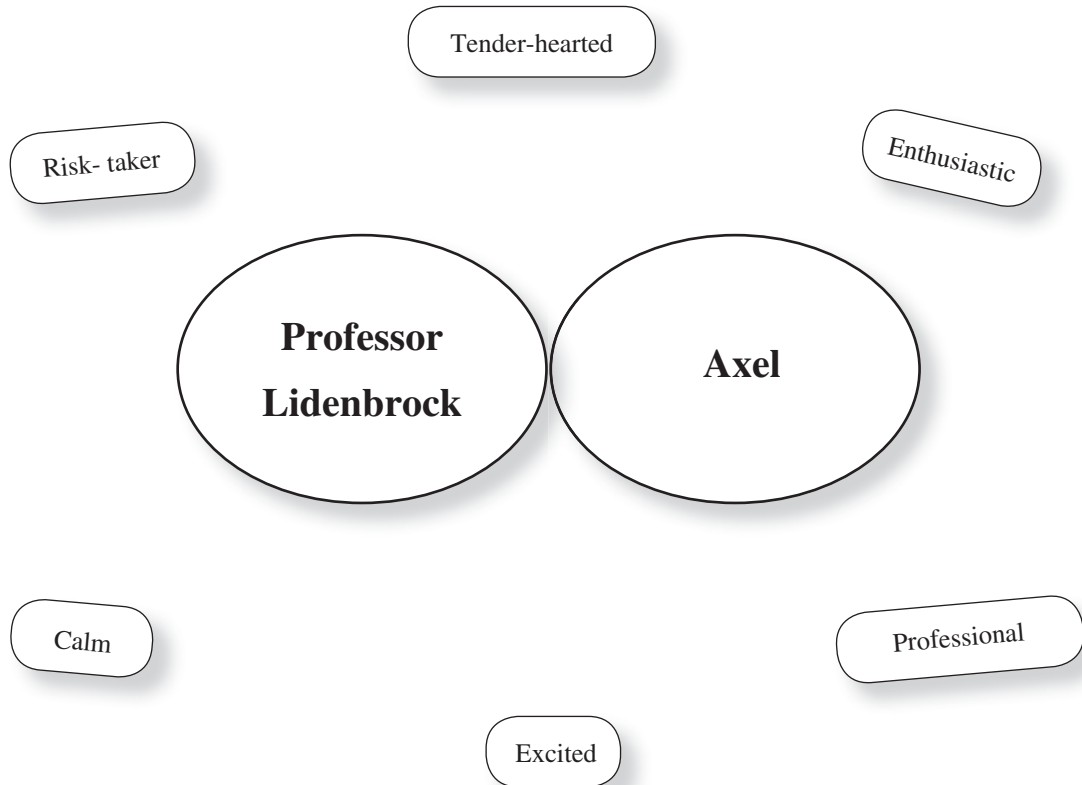 Tender-hearted
Risk- taker
Enthusiastic
Professor
Lidenbrock
Axel
Calm
Professional
Excited